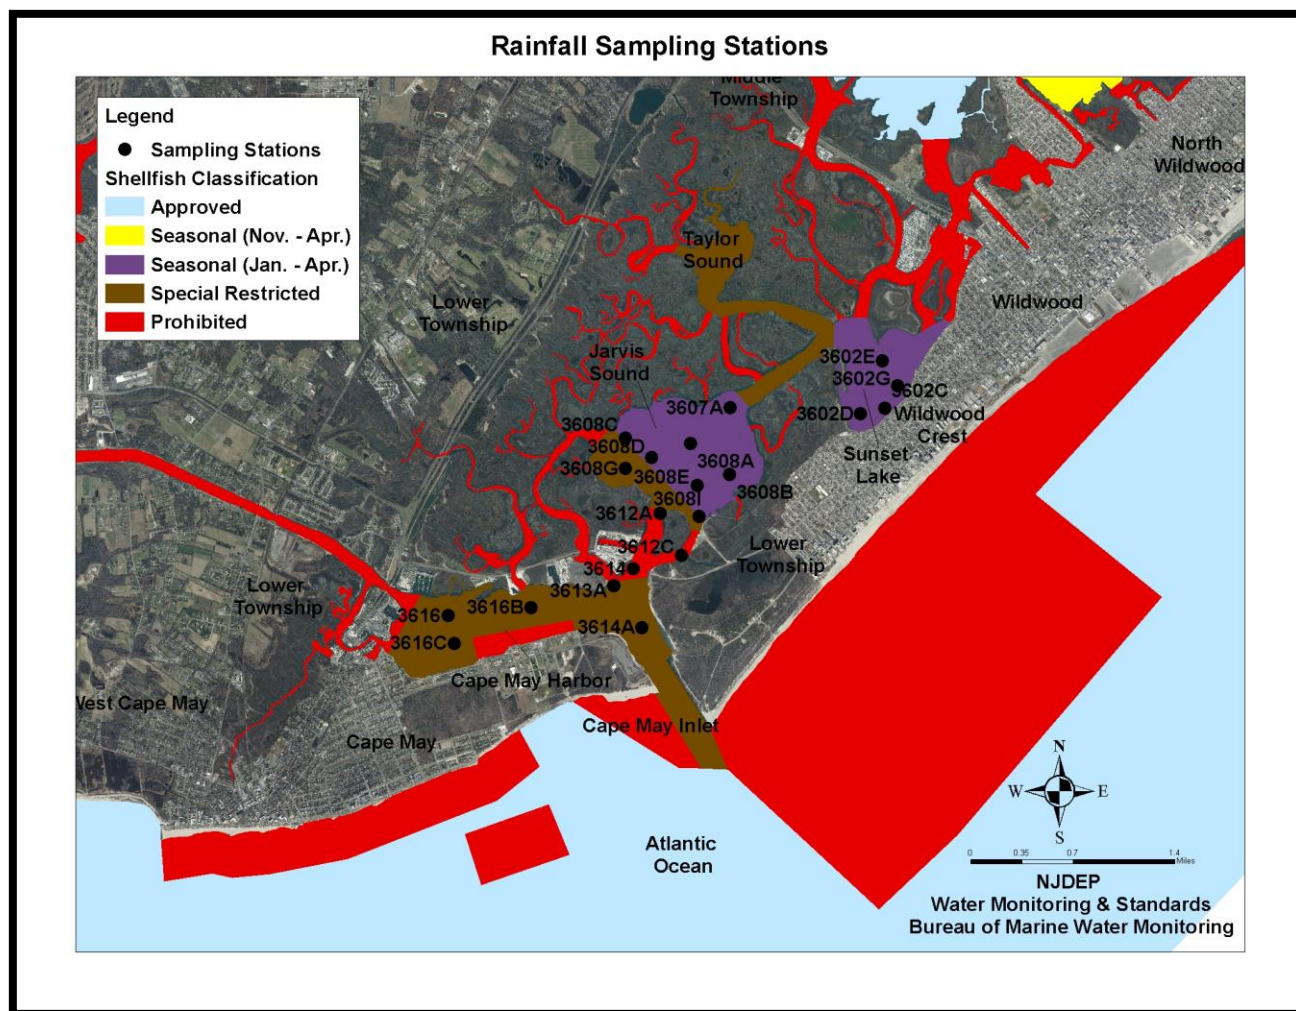 Rainfall Sampling Stations
Legend
Sampling Stations
Shellfish Classification
Approved
Seasonal (Nov. - Apr.)
Seasonal (Jan. - Apr.)
Special Restricted
Prohibited
Middle
Township
North
Wildwood
Taylor
Sound
Lower
Township
Wildwood
Jarvis
Sound
3602E
3602G
3602C
3602D
Wildwood
Crest
Sunset
Lake
3607A
3608C
3608D
3608G
3608E
3608A
3608B
3608I
3612A
3612C
Lower
Township
3614
3613A
Lower
Township
3616
3616B
3616C
3614A
Cape May Harbor
West Cape May
Cape May
Cape May Inlet
Atlantic
Ocean
N
W
E
S
0
0.35
0.7
1.4
Miles
NJDEP
Water Monitoring & Standards
Bureau of Marine Water Monitoring